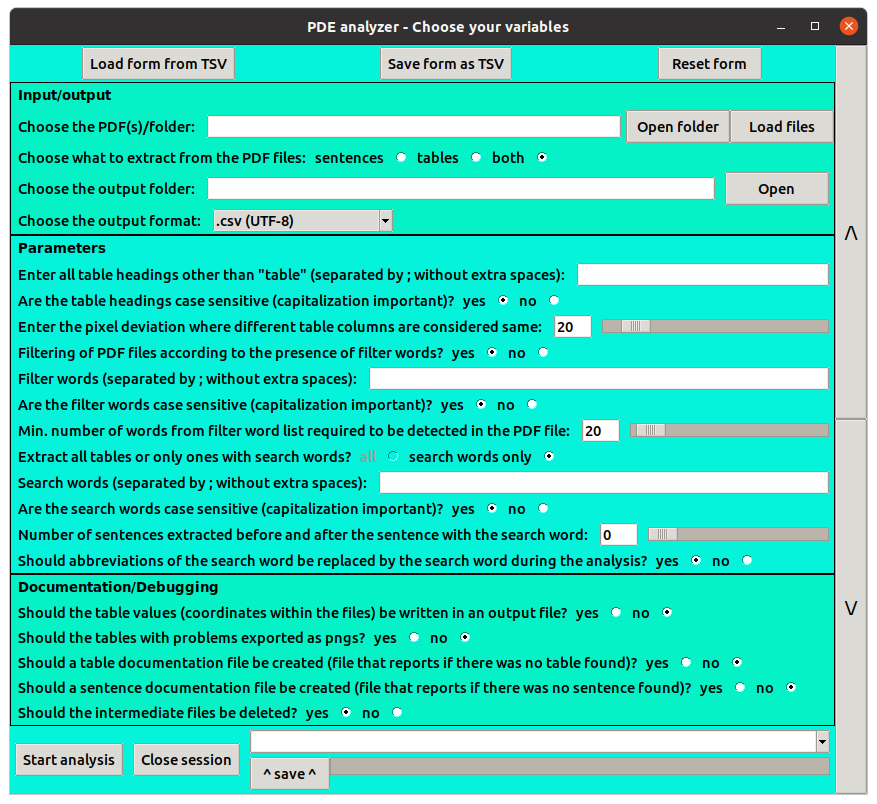 PDE analyzer - Choose your variables
Load form from TSV Save form as TSV Reset form
Input/output
Choose the PDF(s)/folder: Open folder Load files
Choose what to extract from the PDF files: sentences tables both
Choose the output folder: Open
Choose the output format: .csv (UTF-8)
Parameters
Enter all table headings other than "table" (separated by ; without extra spaces):
Are the table headings case sensitive (capitalization important)? yes no
Enter the pixel deviation where different table columns are considered same: 20
Filtering of PDF files according to the presence of filter words? yes no
Filter words (separated by ; without extra spaces):
Are the filter words case sensitive (capitalization important)? yes no
Min. number of words from filter word list required to be detected in the PDF file: 20
Extract all tables or only ones with search words? all search words only
Search words (separated by ; without extra spaces):
Are the search words case sensitive (capitalization important)? yes no
Number of sentences extracted before and after the sentence with the search word: 0
Should abbreviations of the search word be replaced by the search word during the analysis? yes no
Documentation/Debugging
Should the table values (coordinates within the files) be written in an output file? yes no
Should the tables with problems exported as pngs? yes no
Should a table documentation file be created (file that reports if there was no table found)? yes no
Should a sentence documentation file be created (file that reports if there was no sentence found)? yes no
Should the intermediate files be deleted? yes no
Start analysis Close session
^ save ^
Λ
V